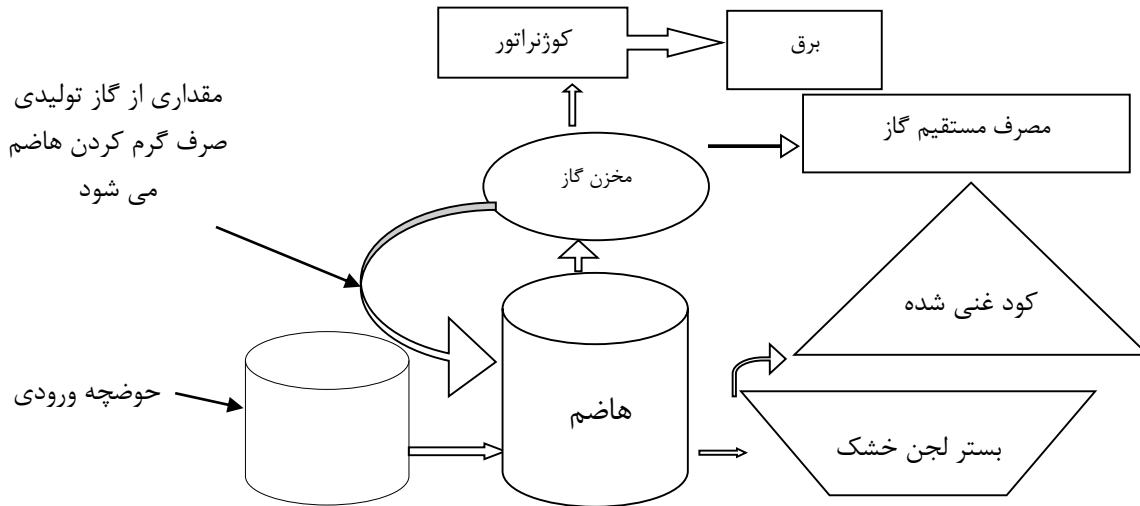 کوژنراتور
برق
مقداری از گاز تولیدی
صرف گرم کردن هاضم
می شود
مصرف مستقیم گاز
مخزن گاز
کود غنی شده
حوضچه ورودی
هاضم
بستر لجن خشک